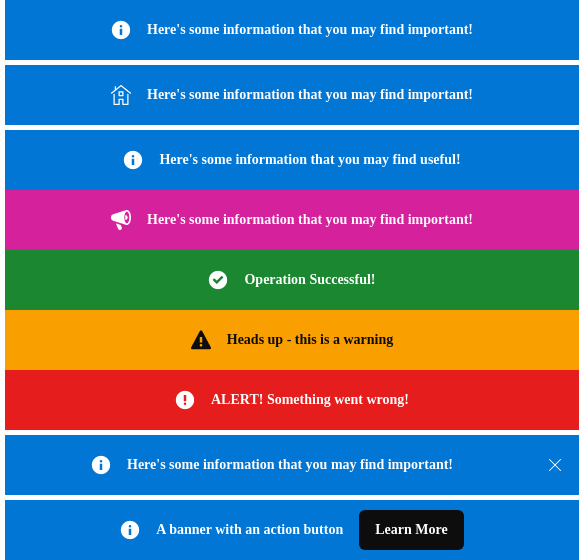 Here's some information that you may find important!
Here's some information that you may find important!
Here's some information that you may find useful!
Here's some information that you may find important!
Operation Successful!
Heads up - this is a warning
ALERT! Something went wrong!
Here's some information that you may find important!
A banner with an action button Learn More